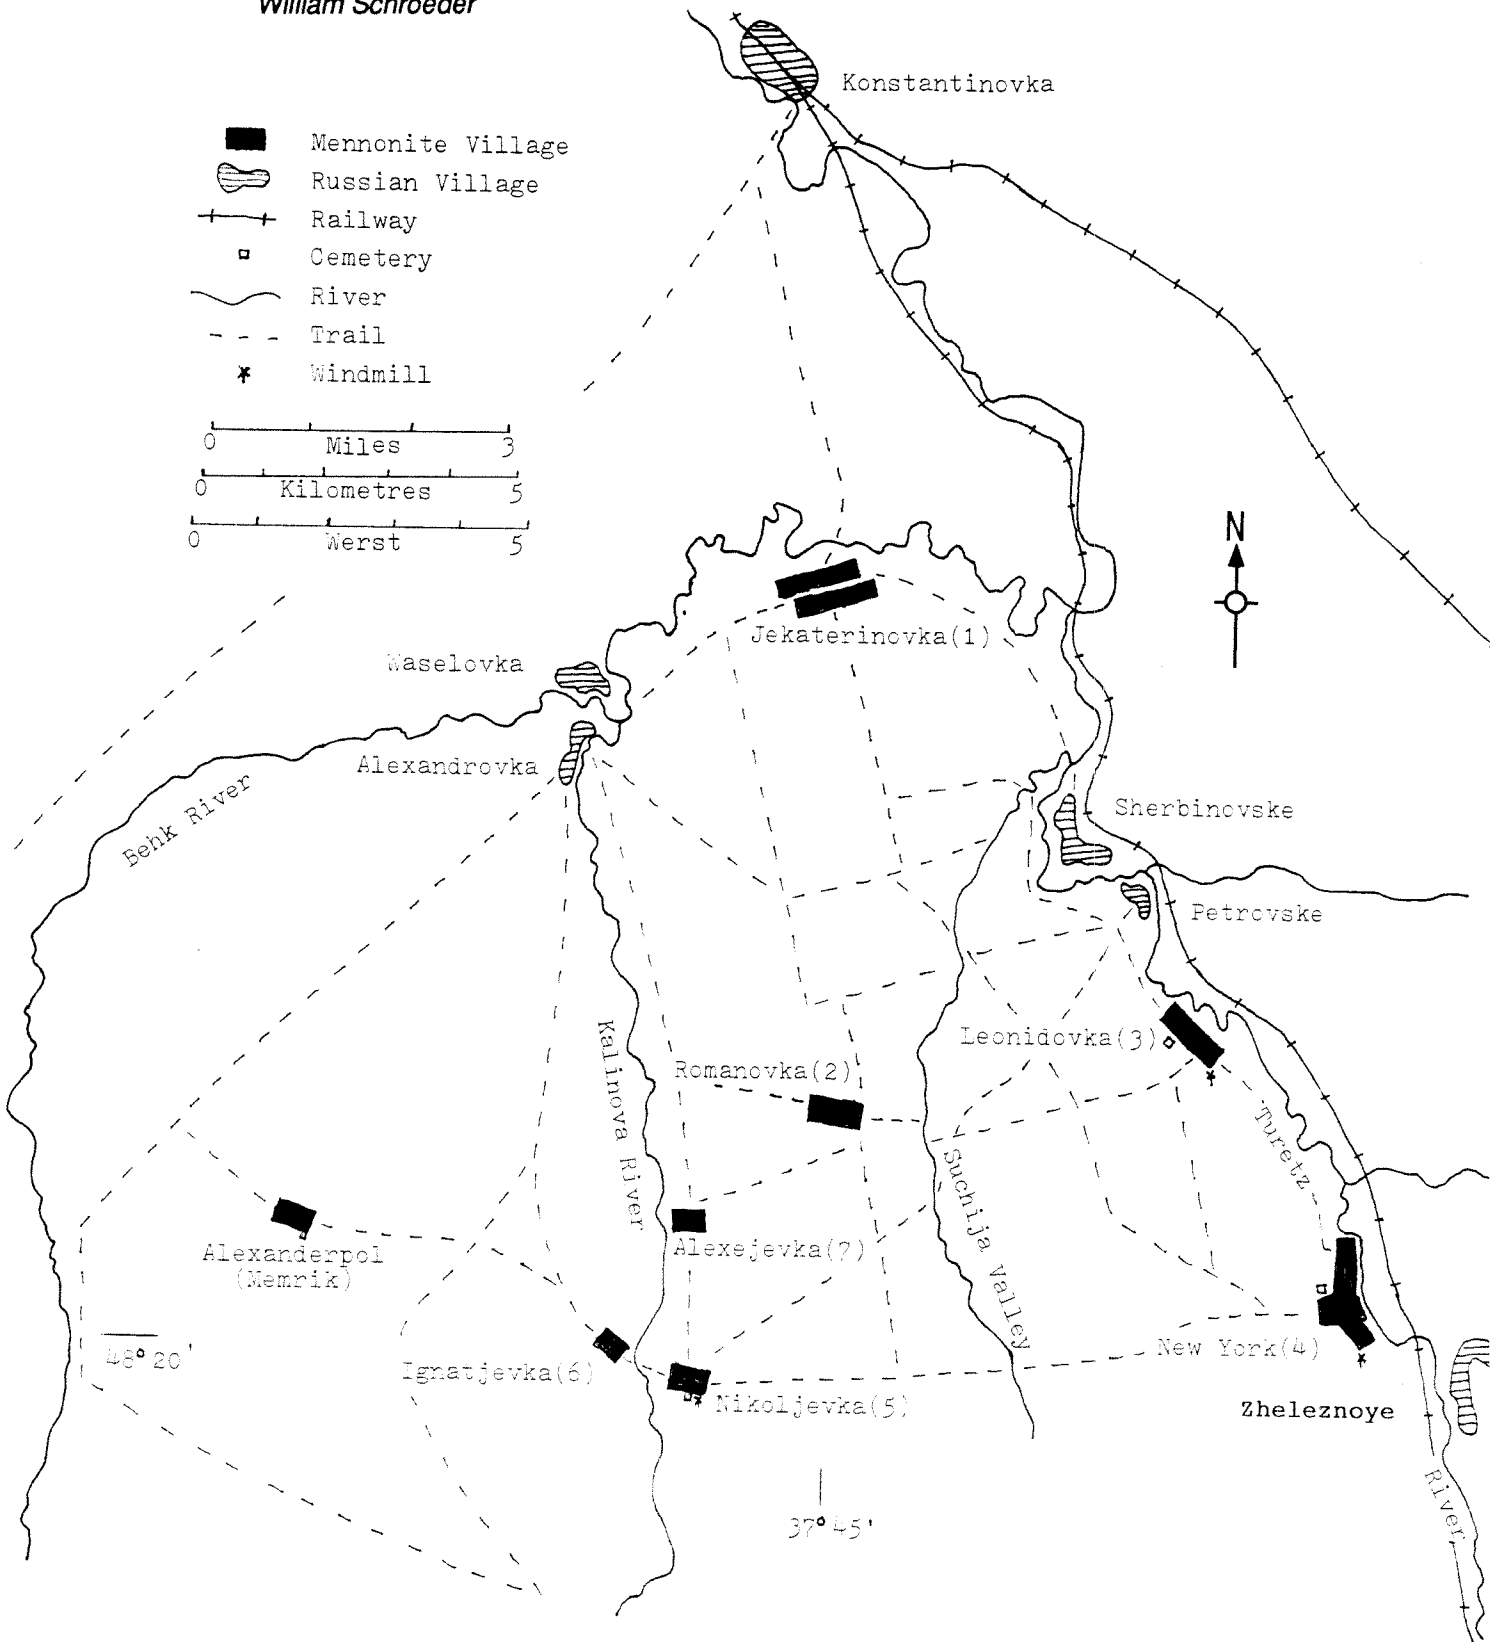 William Schroeder
Konstantinovka
Mennonite Village
Russian Village
Railway
Cemetery
River
Trail
Windmill
0 Miles 3
0 Kilometres 5
0 Werst 5
N
Jekaterinovka(1)
Waselovka
Alexandrovka
Behk River
Sherbinovske
Petrovske
Leonidovka(3)
Romanovka(2)
Kalinova River
Turetz
Suchija Valley
Alexanderpol
(Memrik)
Alexejevka(7)
48° 20'
Ignatjevka(6)
New York(4)
Nikoljevka(5)
Zheleznoye
River
37° 45'